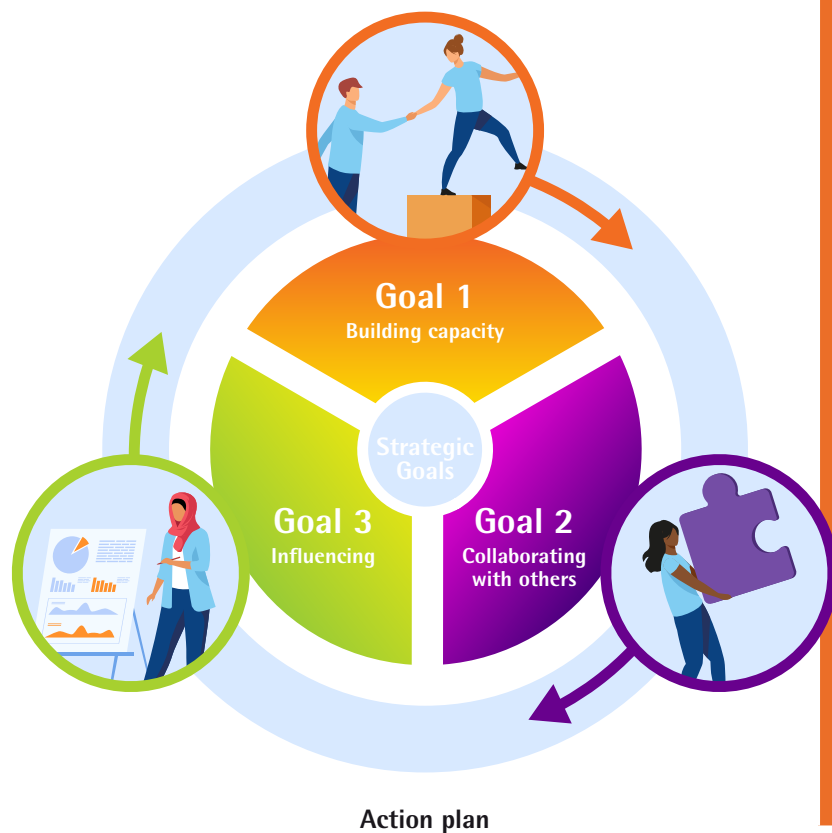 Goal 1
Building capacity
Strategic
Goals
Goal 2
Collaborating
with others
Goal 3
Influencing
Action plan